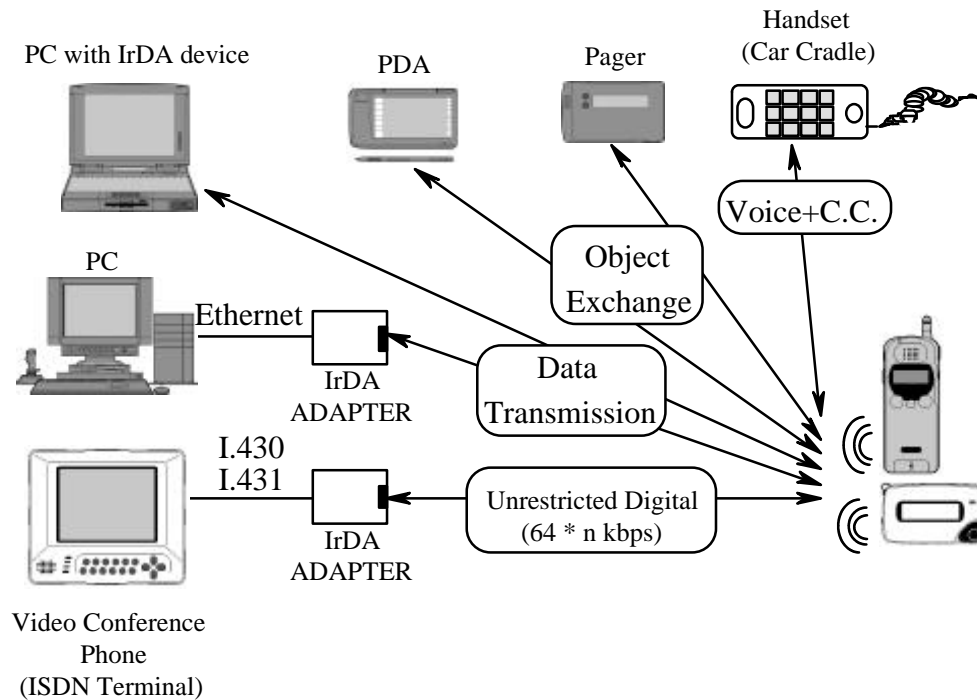 Handset
(Car Cradle)
PC with IrDA device
PDA
Pager
Voice+C.C.
Object
Exchange
PC
Ethernet
IrDA
ADAPTER
Data
Transmission
I.430
I.431
IrDA
ADAPTER
Unrestricted Digital
(64 * n kbps)
Video Conference
Phone
(ISDN Terminal)